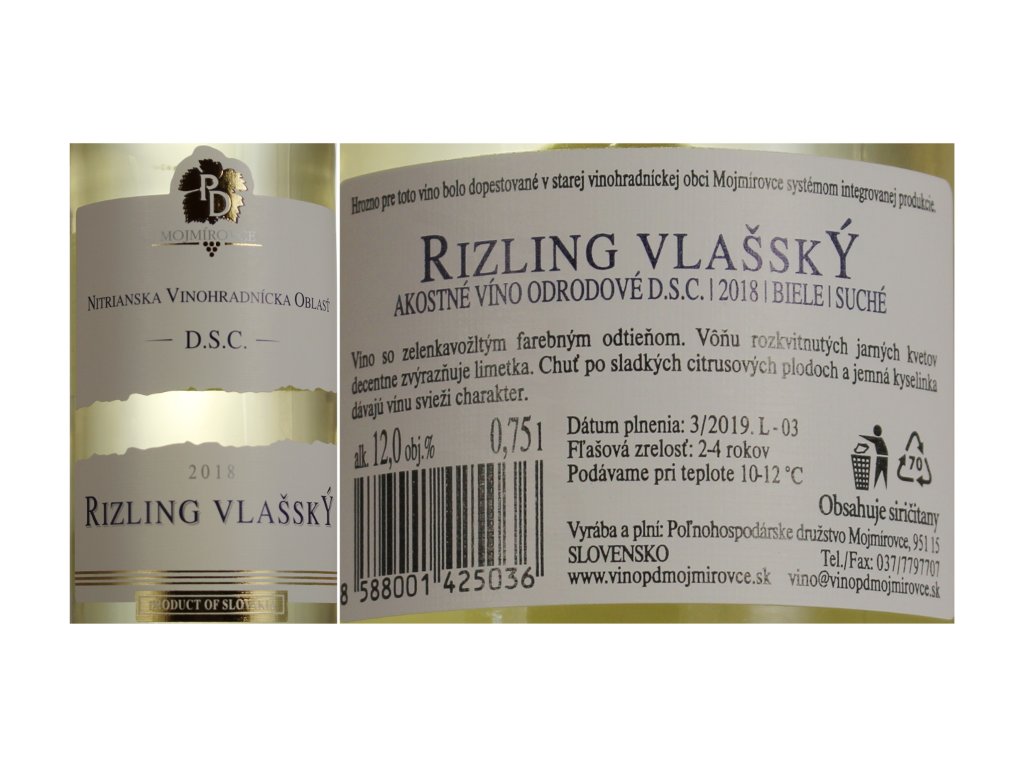 PD
MOJMÍROVCE
NITRIANSKA VINOHRADNÍCKA OBLASŤ
D.S.C.
2018
RIZLING VLAŠSKÝ
PRODUCT OF SLOVAKIA
Hrozno pre toto víno bolo dopestované v starej vinohradníckej obci Mojmírovce systémom integrovanej produkcie.
RIZLING VLAŠSKÝ
AKOSTNÉ VÍNO ODRODOVÉ D.S.C. | 2018 | BIELE | SUCHÉ
Víno so zelenkavožltým farebným odtieňom. Vôňu rozkvitnutých jarných kvetov
decentne zvýrazňuje limetka. Chuť po sladkých citrusových plodoch a jemná kyselinka
dávajú vínu svieži charakter.
alk. 12,0 obj.% 0,75 l
Dátum plnenia: 3/2019. L - 03
Fľašová zrelosť: 2-4 rokov
Podávame pri teplote 10-12 °C
70
Obsahuje siričitany
Vyrába a plní: Poľnohospodárske družstvo Mojmírovce, 951 15
SLOVENSKO Tel./Fax: 037/7797707
www.vinopdmojmirovce.sk vino@vinopdmojmirovce.sk
8 588001 425036